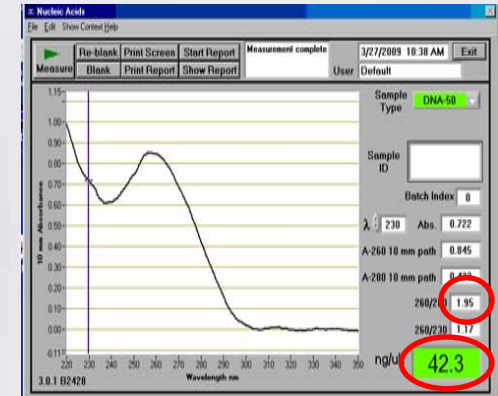 Nucleic Acids
File Edit Show Context Help
Measure Re-blank Print Screen Start Report Measurement complete 3/27/2009 10:38 AM Exit
Blank Print Report Show Report User Default
Sample Type DNA-50
Sample ID
Batch Index 0
λ 230 Abs. 0.722
A-260 10 mm path 0.845
A-280 10 mm path
260/280 1.95
260/230 1.17
ng/ul 42.3
10 mm Absorbance
1.15
1.00
0.90
0.80
0.70
0.60
0.50
0.40
0.30
0.20
0.10
0.00
-0.11
220 230 240 250 260 270 280 290 300 310 320 330 340 350
Wavelength nm
3.0.1 B2428